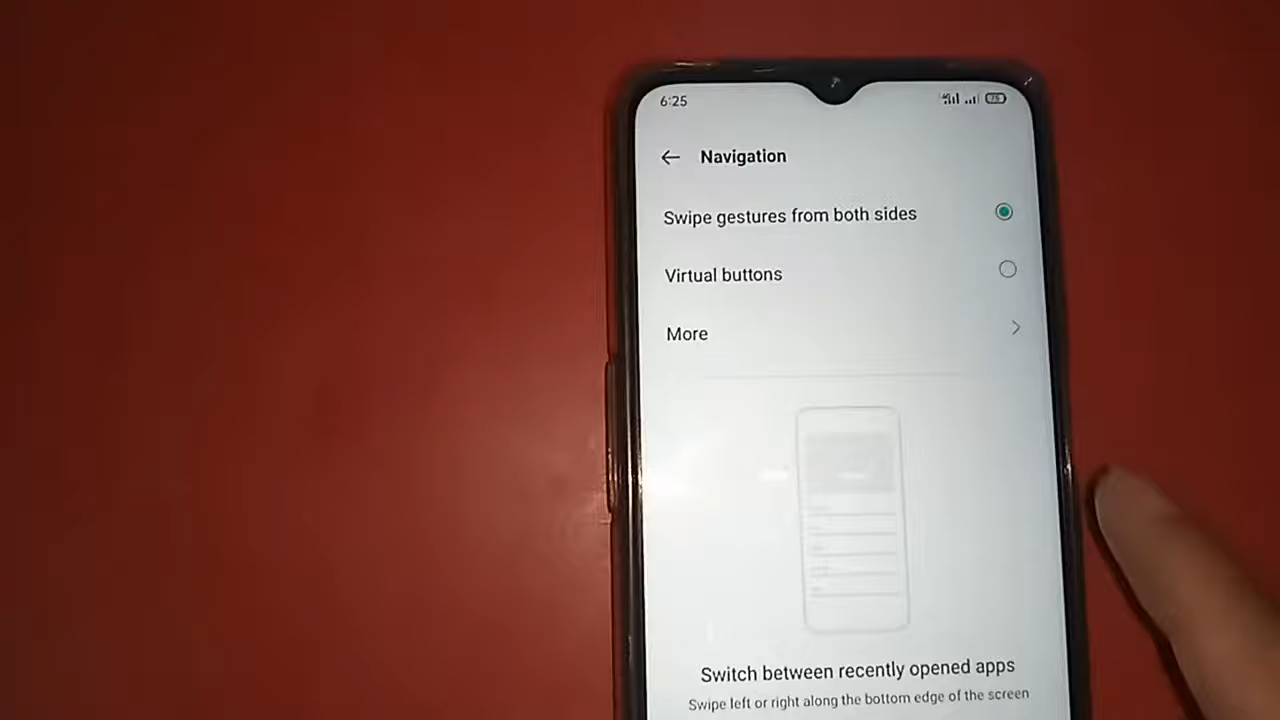 6:25
75
Navigation
Swipe gestures from both sides
Virtual buttons
More
Switch between recently opened apps
Swipe left or right along the bottom edge of the screen